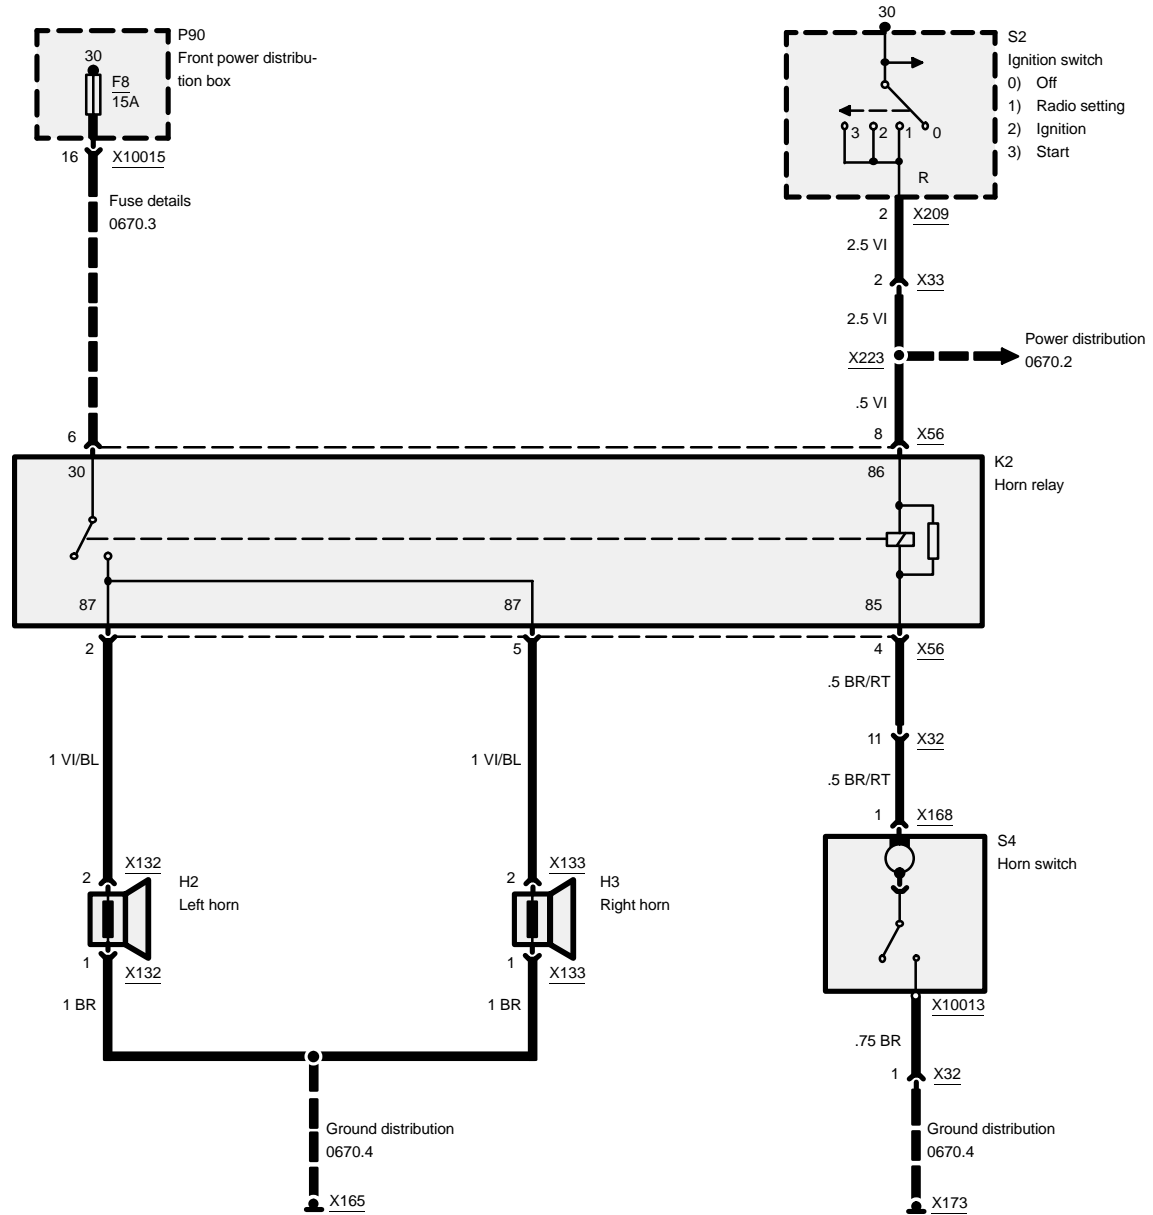 P90
Front power distribu-
tion box
30
F8
15A
16
X10015
Fuse details
0670.3
30
S2
Ignition switch
0) Off
1) Radio setting
2) Ignition
3) Start
3
2
1
0
R
2
X209
2.5 VI
2
X33
2.5 VI
X223
Power distribution
0670.2
.5 VI
6
8
X56
30
86
K2
Horn relay
87
87
85
2
5
4
X56
.5 BR/RT
11
X32
1 VI/BL
1 VI/BL
.5 BR/RT
1
X168
S4
Horn switch
X132
2
H2
Left horn
1
X132
1 BR
X133
2
H3
Right horn
1
X133
1 BR
X10013
.75 BR
1
X32
Ground distribution
0670.4
X165
Ground distribution
0670.4
X173